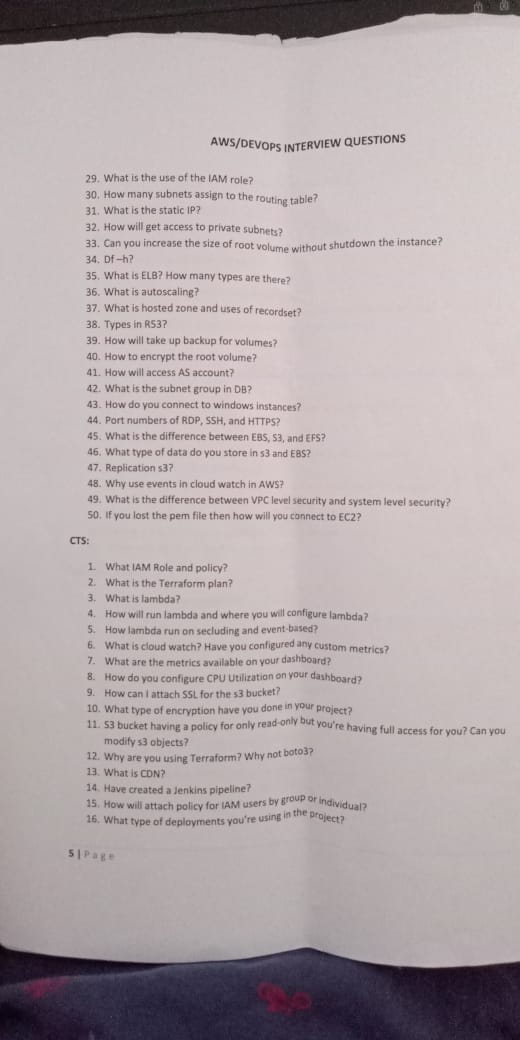 AWS/DEVOPS INTERVIEW QUESTIONS
29. What is the use of the IAM role?
30. How many subnets assign to the routing table?
31. What is the static IP?
32. How will get access to private subnets?
33. Can you increase the size of root volume without shutdown the instance?
34. Df –h?
35. What is ELB? How many types are there?
36. What is autoscaling?
37. What is hosted zone and uses of recordset?
38. Types in R53?
39. How will take up backup for volumes?
40. How to encrypt the root volume?
41. How will access AS account?
42. What is the subnet group in DB?
43. How do you connect to windows instances?
44. Port numbers of RDP, SSH, and HTTPS?
45. What is the difference between EBS, S3, and EFS?
46. What type of data do you store in s3 and EBS?
47. Replication s3?
48. Why use events in cloud watch in AWS?
49. What is the difference between VPC level security and system level security?
50. If you lost the pem file then how will you connect to EC2?
CTS:
1. What IAM Role and policy?
2. What is the Terraform plan?
3. What is lambda?
4. How will run lambda and where you will configure lambda?
5. How lambda run on secluding and event-based?
6. What is cloud watch? Have you configured any custom metrics?
7. What are the metrics available on your dashboard?
8. How do you configure CPU Utilization on your dashboard?
9. How can I attach SSL for the s3 bucket?
10. What type of encryption have you done in your project?
11. S3 bucket having a policy for only read-only but you're having full access for you? Can you
modify s3 objects?
12. Why are you using Terraform? Why not boto3?
13. What is CDN?
14. Have created a Jenkins pipeline?
15. How will attach policy for IAM users by group or individual?
16. What type of deployments you're using in the project?
5 | Page